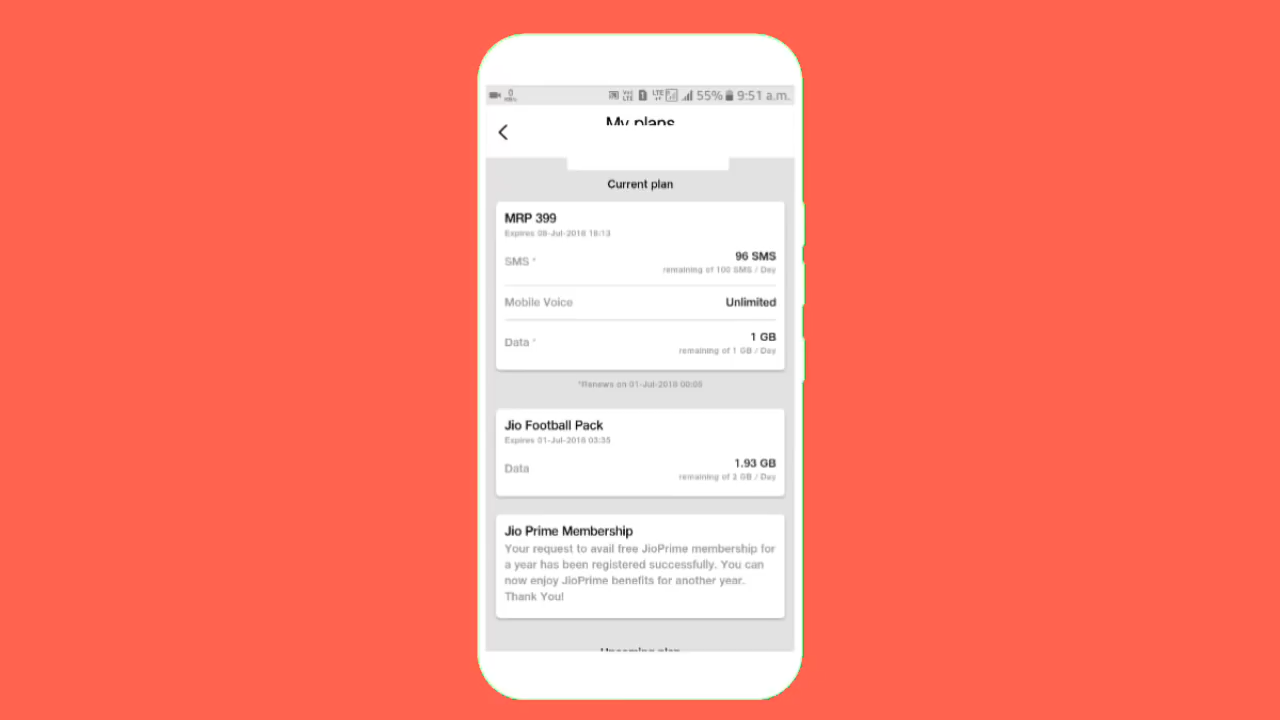 0
55% 9:51 a.m.
My plans
Current plan
MRP 399
Expires 08-Jul-2018 18:13
SMS *
96 SMS
remaining of 100 SMS / Day
Mobile Voice
Unlimited
Data *
1 GB
remaining of 1 GB / Day
*Renews on 01-Jul-2018 00:05
Jio Football Pack
Expires 01-Jul-2018 03:35
Data
1.93 GB
remaining of 2 GB / Day
Jio Prime Membership
Your request to avail free JioPrime membership for
a year has been registered successfully. You can
now enjoy JioPrime benefits for another year.
Thank You!
Upcoming plan